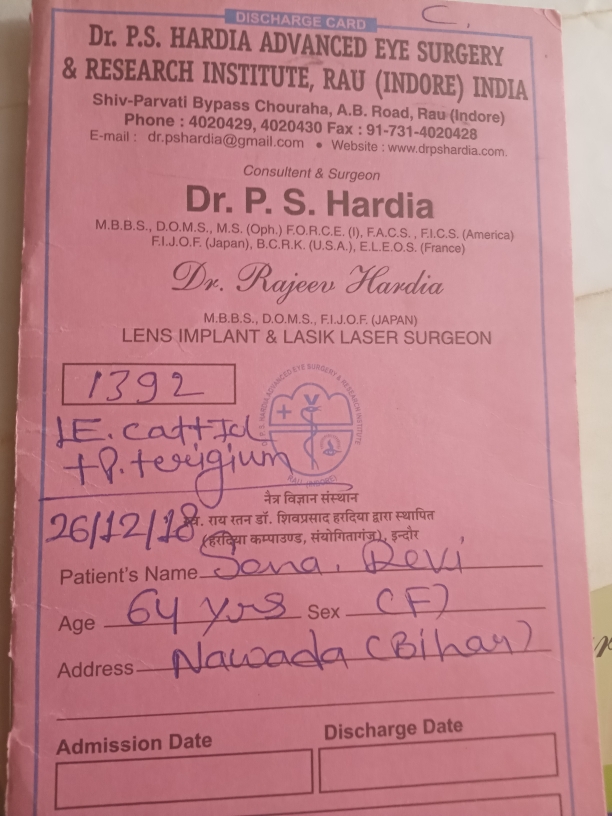 DISCHARGE CARD
C.
Dr. P.S. HARDIA ADVANCED EYE SURGERY
& RESEARCH INSTITUTE, RAU (INDORE) INDIA
Shiv-Parvati Bypass Chouraha, A.B. Road, Rau (Indore)
Phone : 4020429, 4020430 Fax : 91-731-4020428
E-mail : dr.pshardia@gmail.com • Website : www.drpshardia.com.
Consultent & Surgeon
Dr. P. S. Hardia
M.B.B.S., D.O.M.S., M.S. (Oph.) F.O.R.C.E. (I), F.A.C.S. , F.I.C.S. (America)
F.I.J.O.F. (Japan), B.C.R.K. (U.S.A.), E.L.E.O.S. (France)
Dr. Rajeev Hardia
M.B.B.S., D.O.M.S., F.I.J.O.F. (JAPAN)
LENS IMPLANT & LASIK LASER SURGEON
1392
LE. Cat+Iol
+P. terigium
नैत्र विज्ञान संस्थान
26/12/18 राय रतन डॉ. शिवप्रसाद हरदिया द्वारा स्थापित
(हरदिया कम्पाउण्ड, संयोगितागंज), इन्दौर
Patient's Name Sona. Devi
Age 64 yrs Sex (F)
Address Nawada (Bihar)
Admission Date Discharge Date